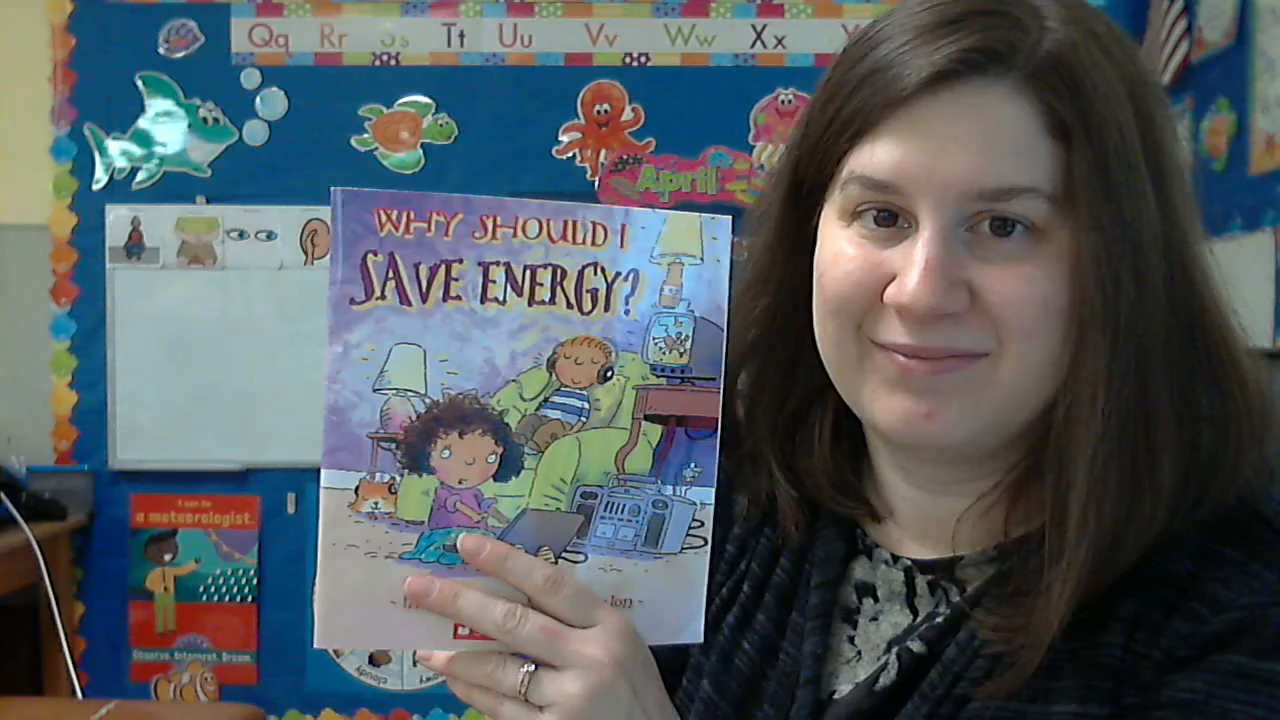 Qq Rr Ss Tt Uu Vv Ww Xx
April
WHY SHOULD I
SAVE ENERGY?
I can be
a meteorologist.
Observe. Interpret. Dream.
cloudy